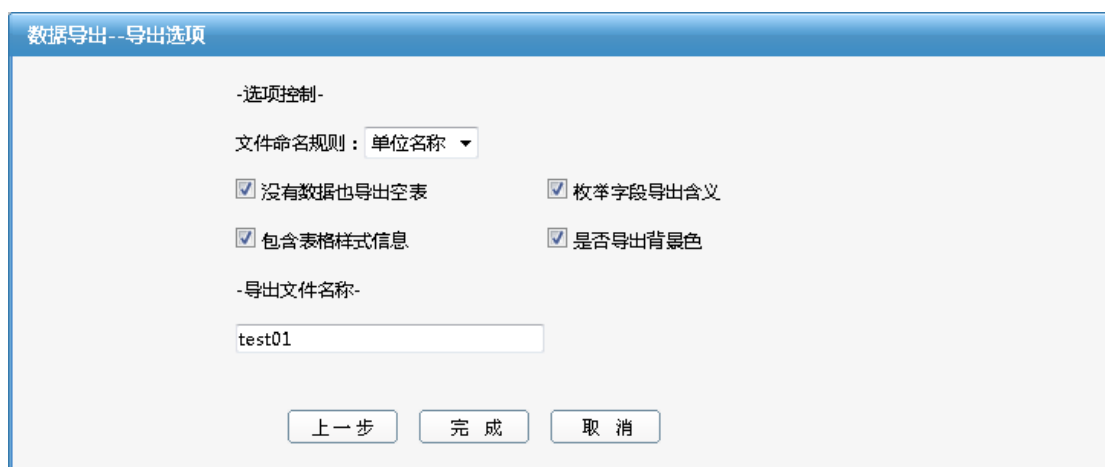 数据导出--导出选项
-选项控制-
文件命名规则：单位名称
没有数据也导出空表 枚举字段导出含义
包含表格样式信息 是否导出背景色
-导出文件名称-
test01
上一步 完 成 取 消